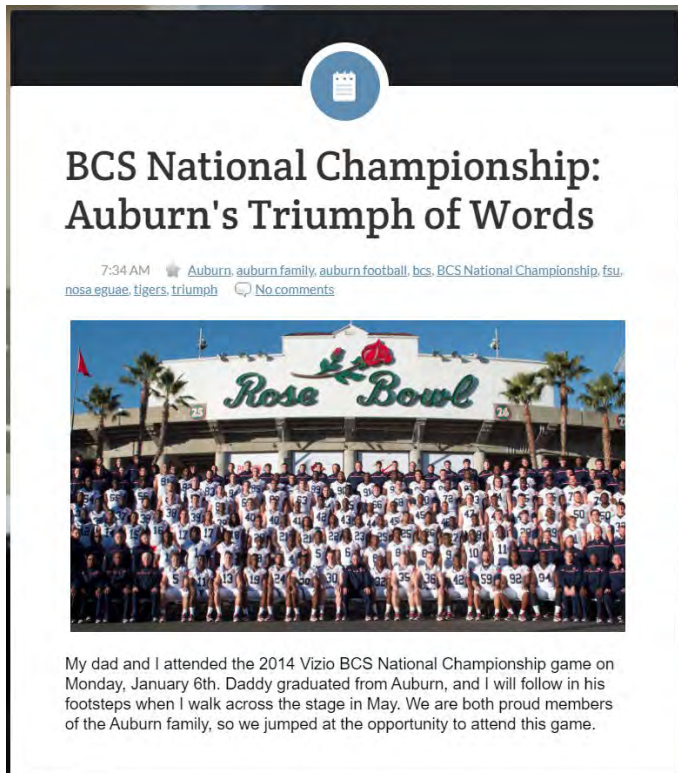 BCS National Championship:
Auburn's Triumph of Words
7:34 AM Auburn, auburn family, auburn football, bcs, BCS National Championship, fsu,
nosa eguae, tigers, triumph No comments
Rose Bowl
25 26
My dad and I attended the 2014 Vizio BCS National Championship game on
Monday, January 6th. Daddy graduated from Auburn, and I will follow in his
footsteps when I walk across the stage in May. We are both proud members
of the Auburn family, so we jumped at the opportunity to attend this game.